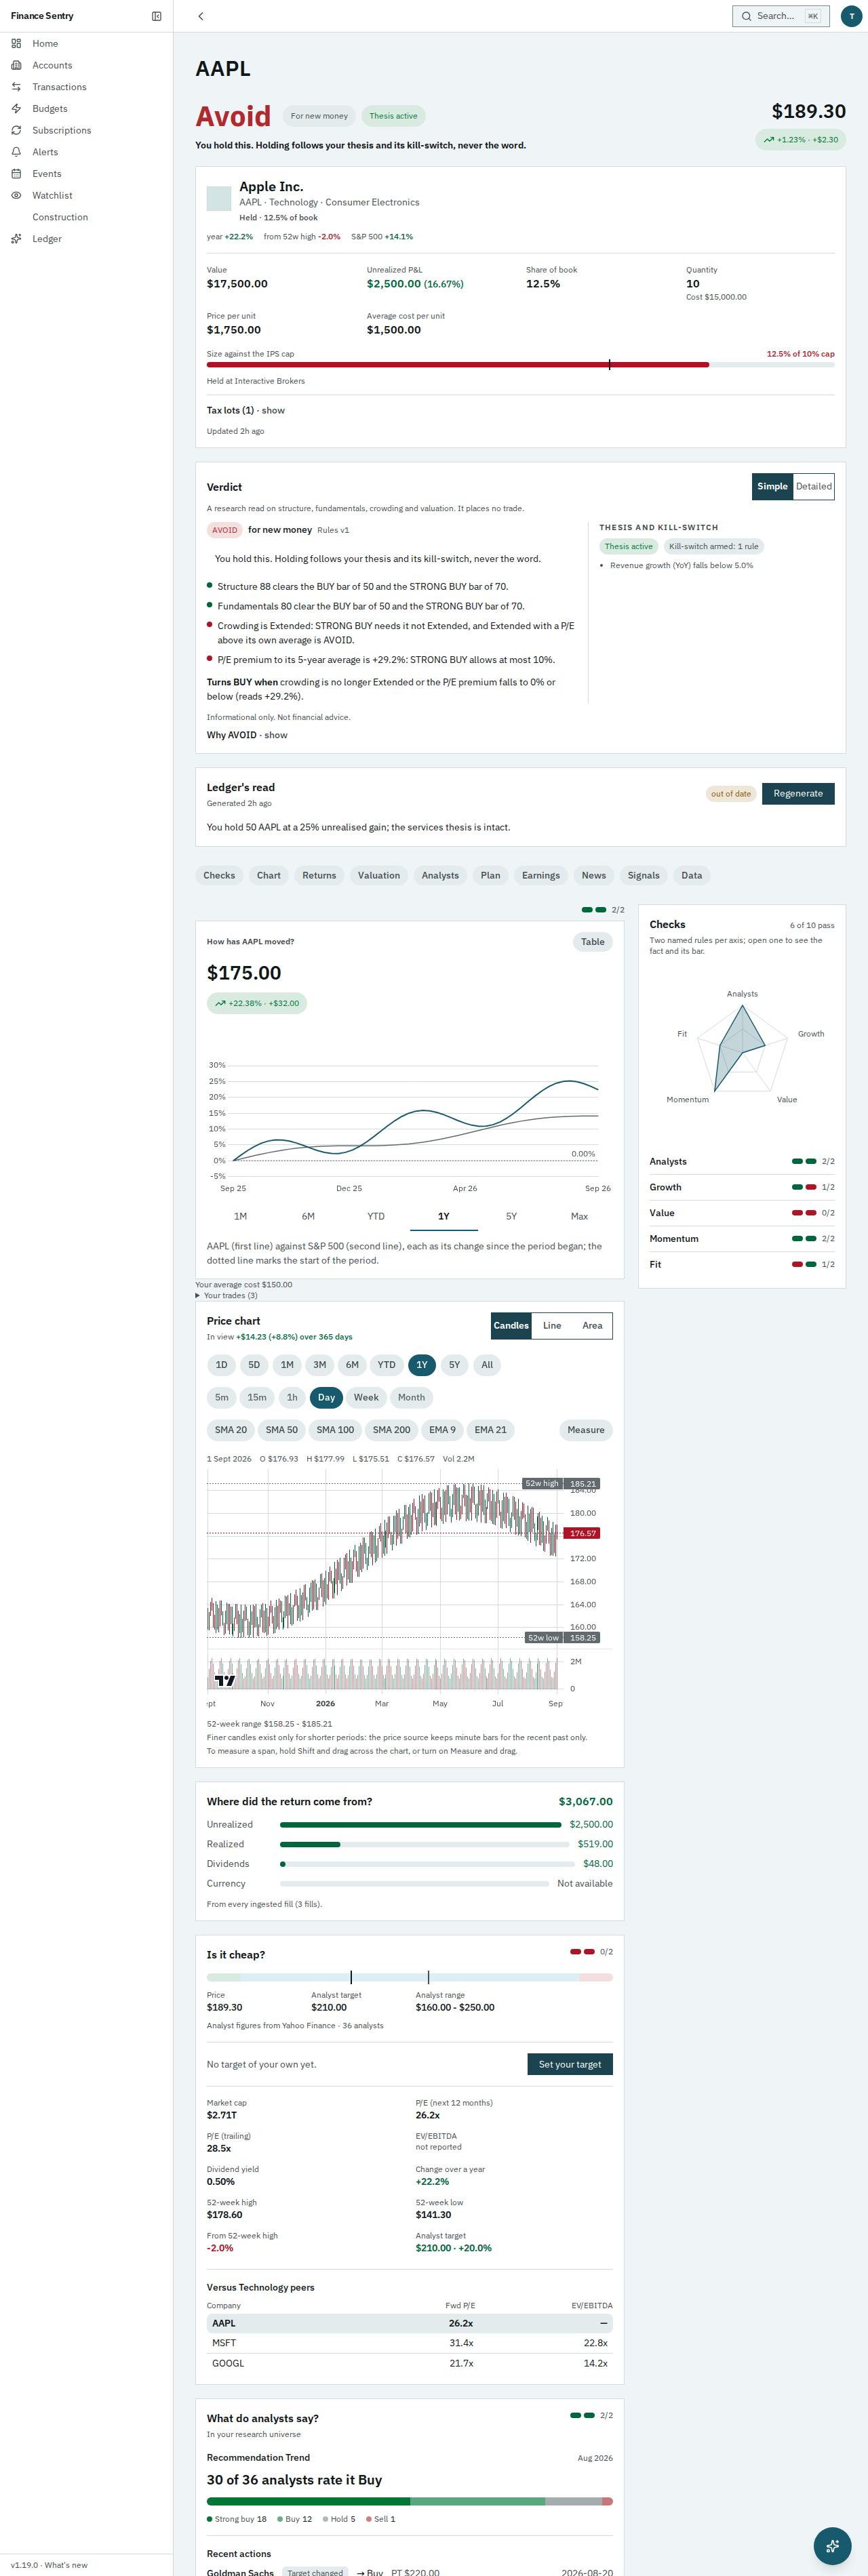 Finance Sentry
Search... ⌘K
T
Home
Accounts
Transactions
Budgets
Subscriptions
Alerts
Events
Watchlist
Construction
Ledger
AAPL
Avoid For new money Thesis active
$189.30
+1.23% · +$2.30
You hold this. Holding follows your thesis and its kill-switch, never the word.
Apple Inc.
AAPL · Technology · Consumer Electronics
Held · 12.5% of book
year +22.2% from 52w high -2.0% S&P 500 +14.1%
Value Unrealized P&L Share of book Quantity
$17,500.00 $2,500.00 (16.67%) 12.5% 10
Cost $15,000.00
Price per unit Average cost per unit
$1,750.00 $1,500.00
Size against the IPS cap 12.5% of 10% cap
Held at Interactive Brokers
Tax lots (1) · show
Updated 2h ago
Verdict Simple Detailed
A research read on structure, fundamentals, crowding and valuation. It places no trade.
AVOID for new money Rules v1
You hold this. Holding follows your thesis and its kill-switch, never the word.
Structure 88 clears the BUY bar of 50 and the STRONG BUY bar of 70.
Fundamentals 80 clear the BUY bar of 50 and the STRONG BUY bar of 70.
Crowding is Extended: STRONG BUY needs it not Extended, and Extended with a P/E
above its own average is AVOID.
P/E premium to its 5-year average is +29.2%: STRONG BUY allows at most 10%.
Turns BUY when crowding is no longer Extended or the P/E premium falls to 0% or
below (reads +29.2%).
Informational only. Not financial advice.
Why AVOID · show
THESIS AND KILL-SWITCH
Thesis active Kill-switch armed: 1 rule
Revenue growth (YoY) falls below 5.0%
Ledger's read
Generated 2h ago
out of date Regenerate
You hold 50 AAPL at a 25% unrealised gain; the services thesis is intact.
Checks Chart Returns Valuation Analysts Plan Earnings News Signals Data
2/2
How has AAPL moved? Table
$175.00
+22.38% · +$32.00
30%
25%
20%
15%
10%
5%
0%
-5%
0.00%
Sep 25 Dec 25 Apr 26 Sep 26
1M 6M YTD 1Y 5Y Max
AAPL (first line) against S&P 500 (second line), each as its change since the period began; the
dotted line marks the start of the period.
Your average cost $150.00
Your trades (3)
Checks 6 of 10 pass
Two named rules per axis; open one to see the
fact and its bar.
Analysts
Fit Growth
Momentum Value
Analysts 2/2
Growth 1/2
Value 0/2
Momentum 2/2
Fit 1/2
Price chart
In view +$14.23 (+8.8%) over 365 days
Candles Line Area
1D 5D 1M 3M 6M YTD 1Y 5Y All
5m 15m 1h Day Week Month
SMA 20 SMA 50 SMA 100 SMA 200 EMA 9 EMA 21 Measure
1 Sept 2026 O $176.93 H $177.99 L $175.51 C $176.57 Vol 2.2M
52w high 185.21
184.00
180.00
176.57
172.00
168.00
164.00
160.00
52w low 158.25
2M
0
pt Nov 2026 Mar May Jul Sep
52-week range $158.25 - $185.21
Finer candles exist only for shorter periods: the price source keeps minute bars for the recent past only.
To measure a span, hold Shift and drag across the chart, or turn on Measure and drag.
Where did the return come from? $3,067.00
Unrealized $2,500.00
Realized $519.00
Dividends $48.00
Currency Not available
From every ingested fill (3 fills).
Is it cheap? 0/2
Price Analyst target Analyst range
$189.30 $210.00 $160.00 - $250.00
Analyst figures from Yahoo Finance · 36 analysts
No target of your own yet. Set your target
Market cap P/E (next 12 months)
$2.71T 26.2x
P/E (trailing) EV/EBITDA
28.5x not reported
Dividend yield Change over a year
0.50% +22.2%
52-week high 52-week low
$178.60 $141.30
From 52-week high Analyst target
-2.0% $210.00 · +20.0%
Versus Technology peers
Company Fwd P/E EV/EBITDA
AAPL 26.2x —
MSFT 31.4x 22.8x
GOOGL 21.7x 14.2x
What do analysts say? 2/2
In your research universe
Recommendation Trend Aug 2026
30 of 36 analysts rate it Buy
Strong buy 18 Buy 12 Hold 5 Sell 1
Recent actions
Goldman Sachs Target changed → Buy PT $220.00 2026-08-20
v1.19.0 · What's new